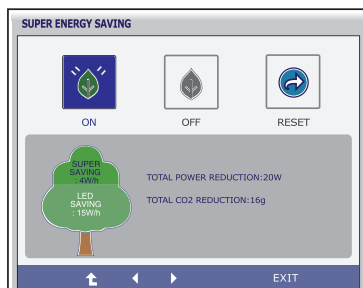 SUPER ENERGY SAVING
ON
OFF
RESET
SUPER
SAVING
: 4W/h
LED
SAVING
: 15W/h
TOTAL POWER REDUCTION:20W
TOTAL CO2 REDUCTION:16g
EXIT